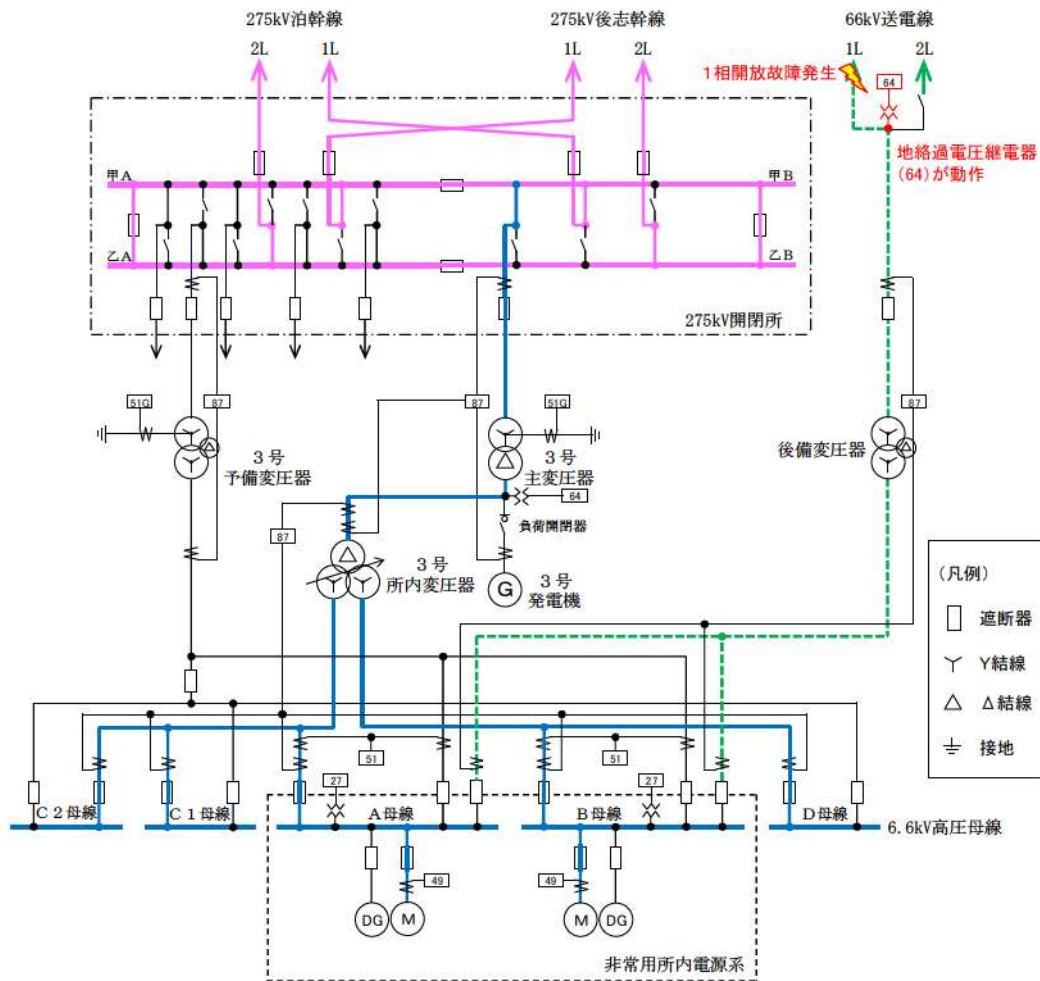 275kV泊幹線
275kV後志幹線
66kV送電線
2L
1L
1L
2L
1L
2L
1相開放故障発生
64
地絡過電圧継電器
(64)が動作
甲A
甲B
乙A
乙B
275kV開閉所
51G
87
87
51G
87
3号
予備変圧器
3号
主変圧器
後備変圧器
64
87
負荷開閉器
3号
所内変圧器
G
3号
発電機
(凡例)
遮断器
Y結線
Δ結線
接地
51
51
27
27
C2母線
C1母線
A母線
B母線
D母線
6.6kV高圧母線
49
49
DG
M
M
DG
非常用所内電源系